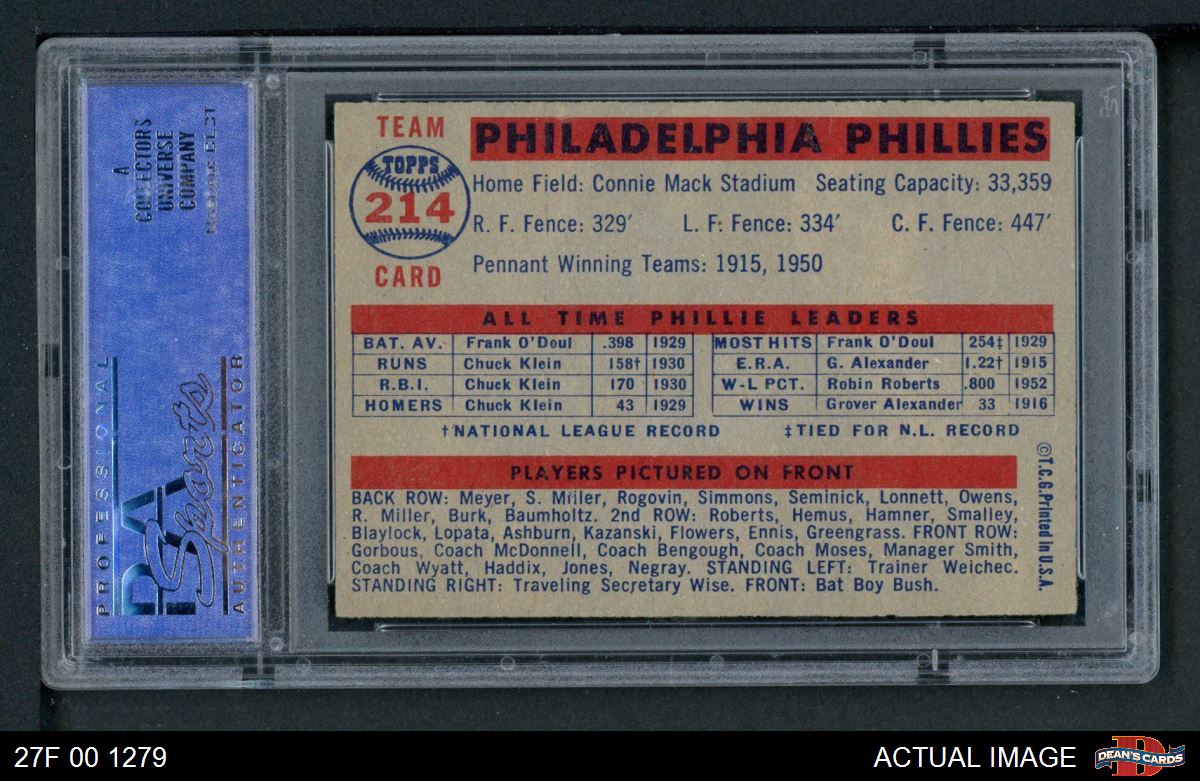 A
COLLECTORS
UNIVERSE
COMPANY
PROFESSIONAL
PSA
Sports
AUTHENTICATOR
TEAM
TOPPS
214
CARD
PHILADELPHIA PHILLIES
Home Field: Connie Mack Stadium Seating Capacity: 33,359
R. F. Fence: 329′ L. F. Fence: 334′ C. F. Fence: 447′
Pennant Winning Teams: 1915, 1950
ALL TIME PHILLIE LEADERS
BAT. AV. Frank O'Doul .398 1929 MOST HITS Frank O'Doul 254‡ 1929
RUNS Chuck Klein 158† 1930 E.R.A. G. Alexander 1.22† 1915
R.B.I. Chuck Klein 170 1930 W-L PCT. Robin Roberts .800 1952
HOMERS Chuck Klein 43 1929 WINS Grover Alexander 33 1916
†NATIONAL LEAGUE RECORD ‡TIED FOR N.L. RECORD
PLAYERS PICTURED ON FRONT
BACK ROW: Meyer, S. Miller, Rogovin, Simmons, Seminick, Lonnett, Owens,
R. Miller, Burk, Baumholtz. 2nd ROW: Roberts, Hemus, Hamner, Smalley,
Blaylock, Lopata, Ashburn, Kazanski, Flowers, Ennis, Greengrass. FRONT ROW:
Gorbous, Coach McDonnell, Coach Bengough, Coach Moses, Manager Smith,
Coach Wyatt, Haddix, Jones, Negray. STANDING LEFT: Trainer Weichec.
STANDING RIGHT: Traveling Secretary Wise. FRONT: Bat Boy Bush.
©T.C.G. Printed in U.S.A.
27F 00 1279
ACTUAL IMAGE
D
DEAN'S CARDS